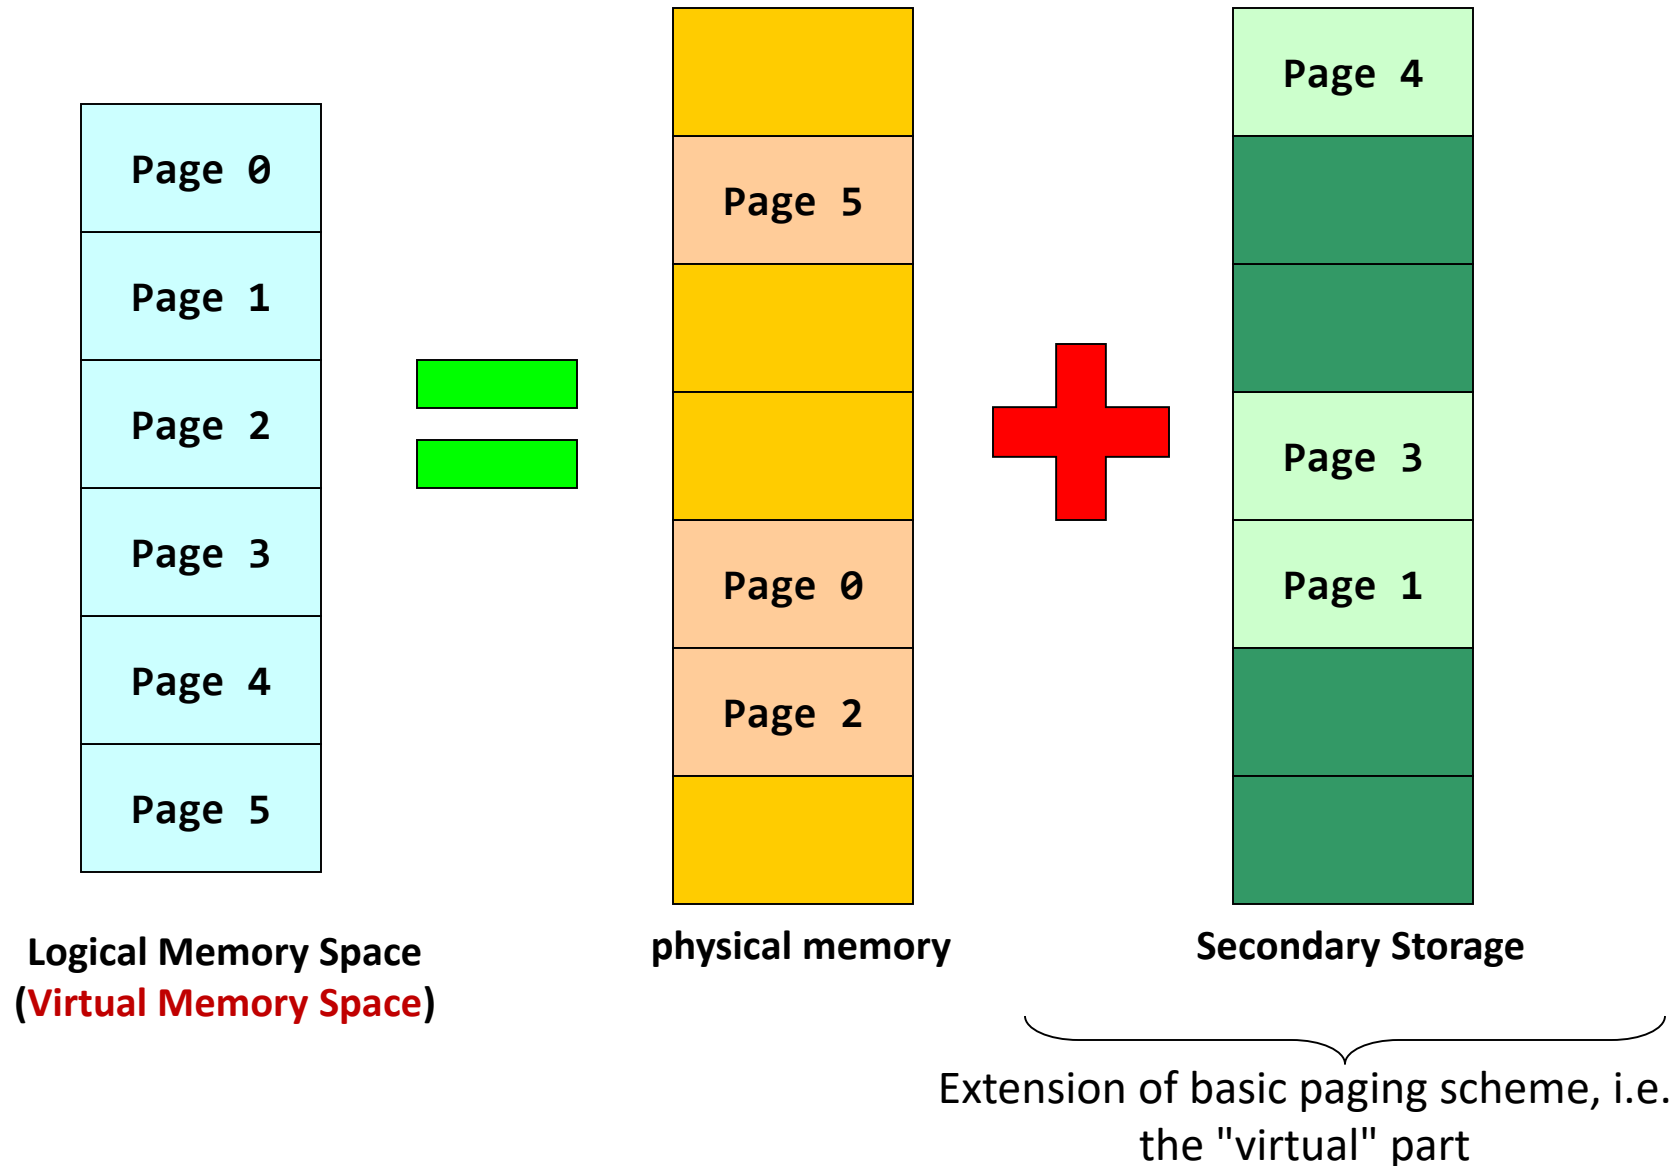 Page 0
Page 1
Page 2
Page 3
Page 4
Page 5
Logical Memory Space
(Virtual Memory Space)
Page 5
Page 0
Page 2
physical memory
Page 4
Page 3
Page 1
Secondary Storage
Extension of basic paging scheme, i.e.
the "virtual" part